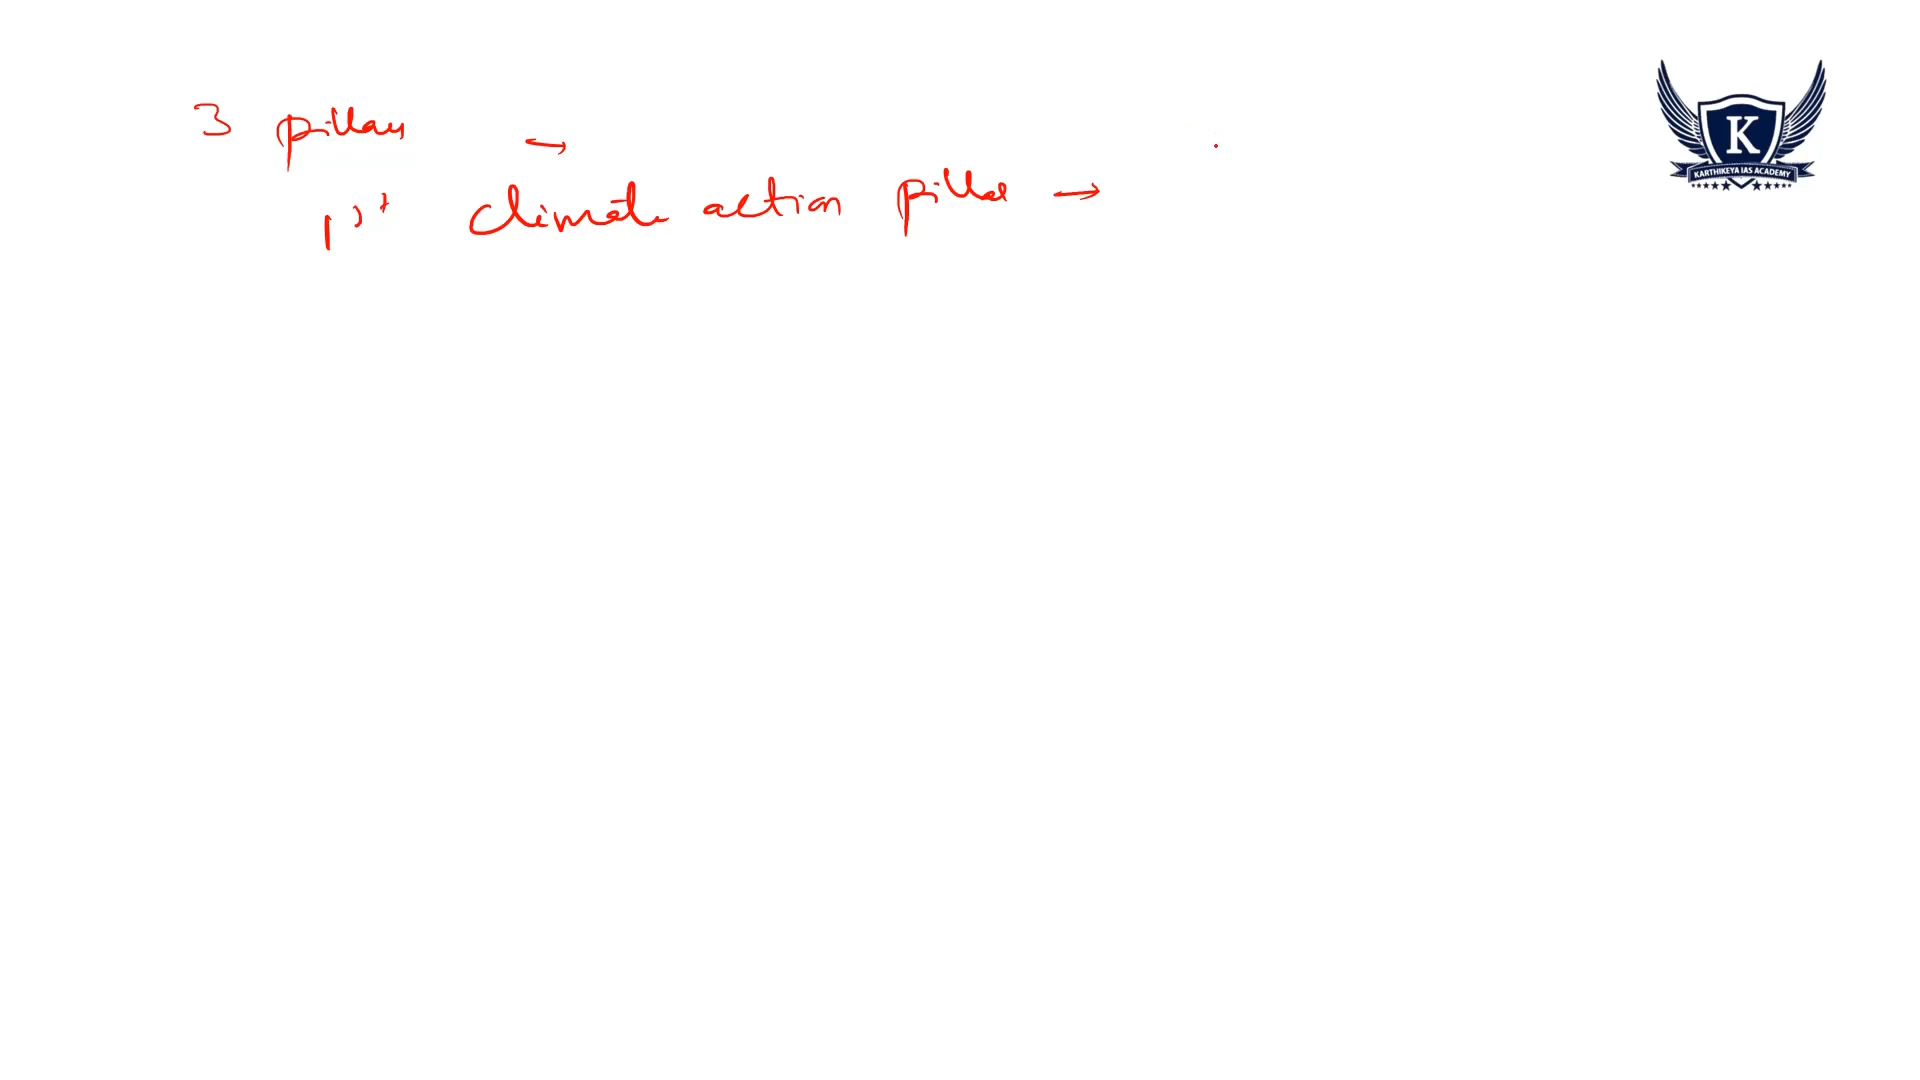 3 pillars →
1st climate action pillar →
K
KARTHIKEYA IAS ACADEMY